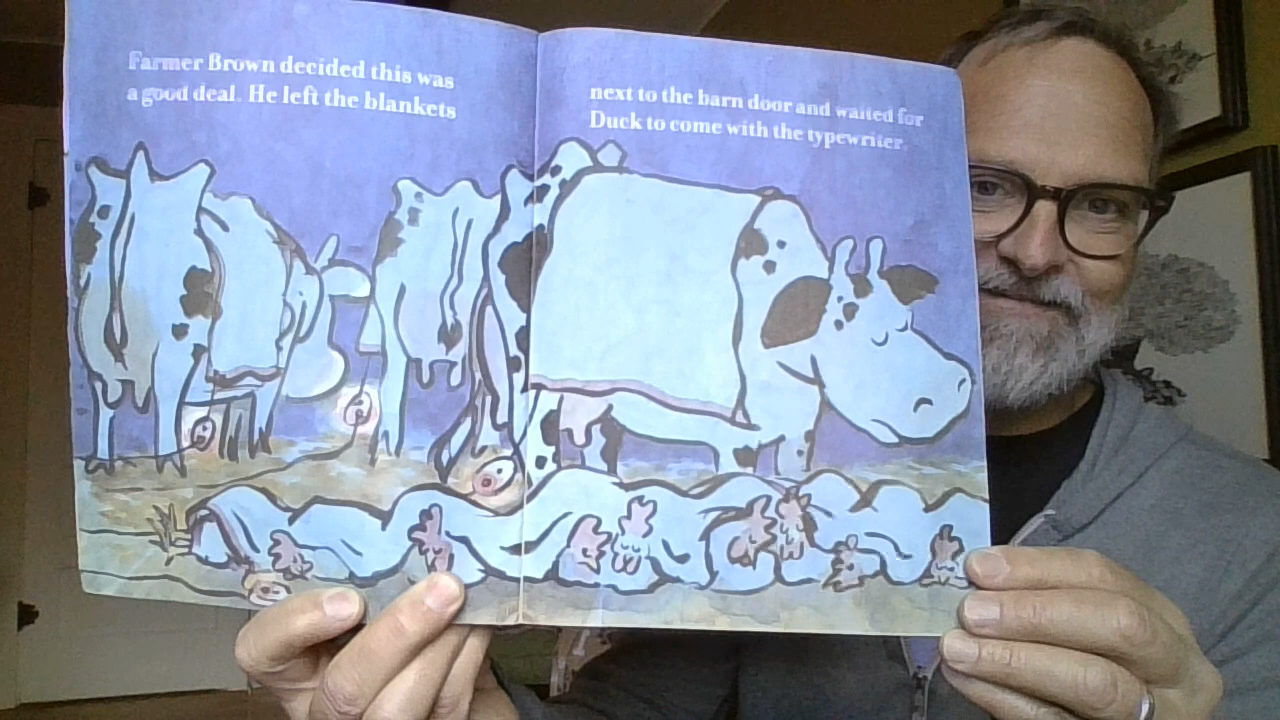 Farmer Brown decided this was
a good deal. He left the blankets
next to the barn door and waited for
Duck to come with the typewriter.